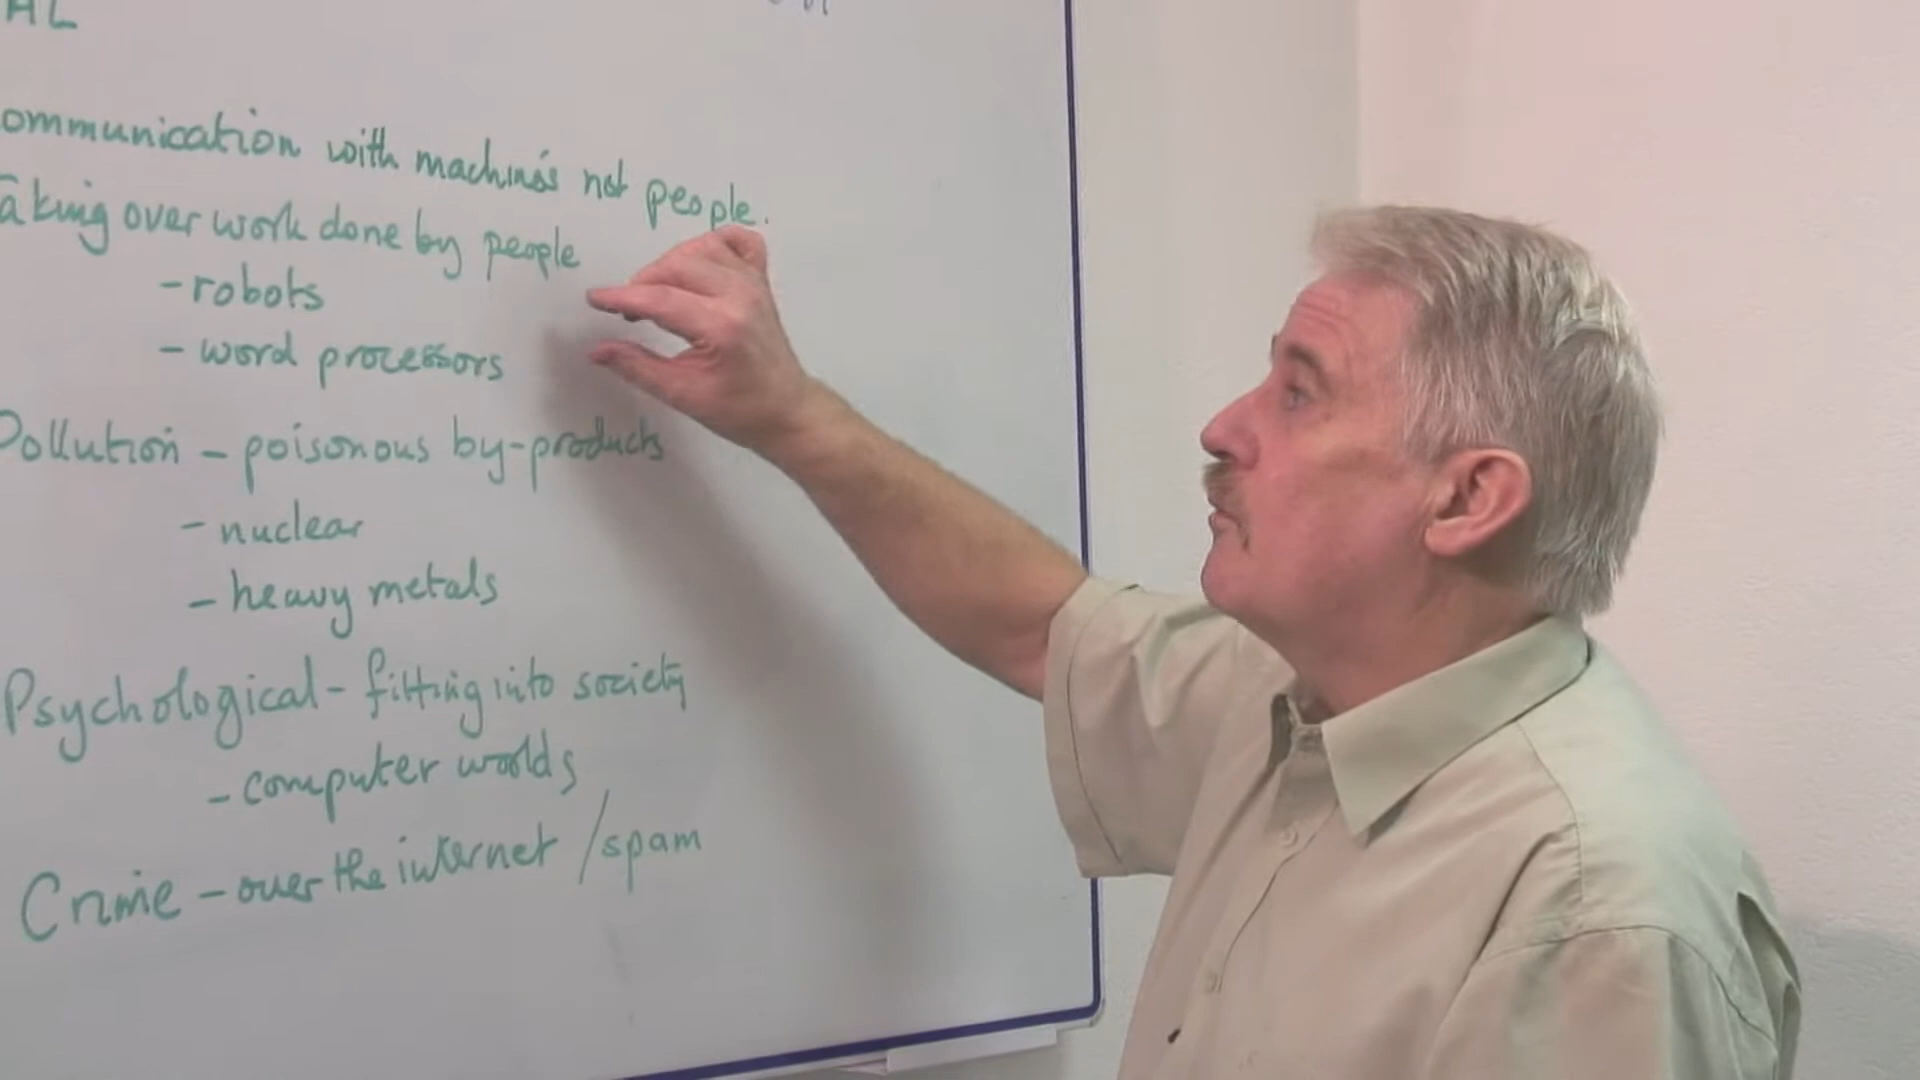 AL
ommunication with machines not people.
aking over work done by people
- robots
- word processors
Pollution - poisonous by-products
- nuclear
- heavy metals
Psychological - fitting into society
- computer worlds
Crime - over the internet / spam